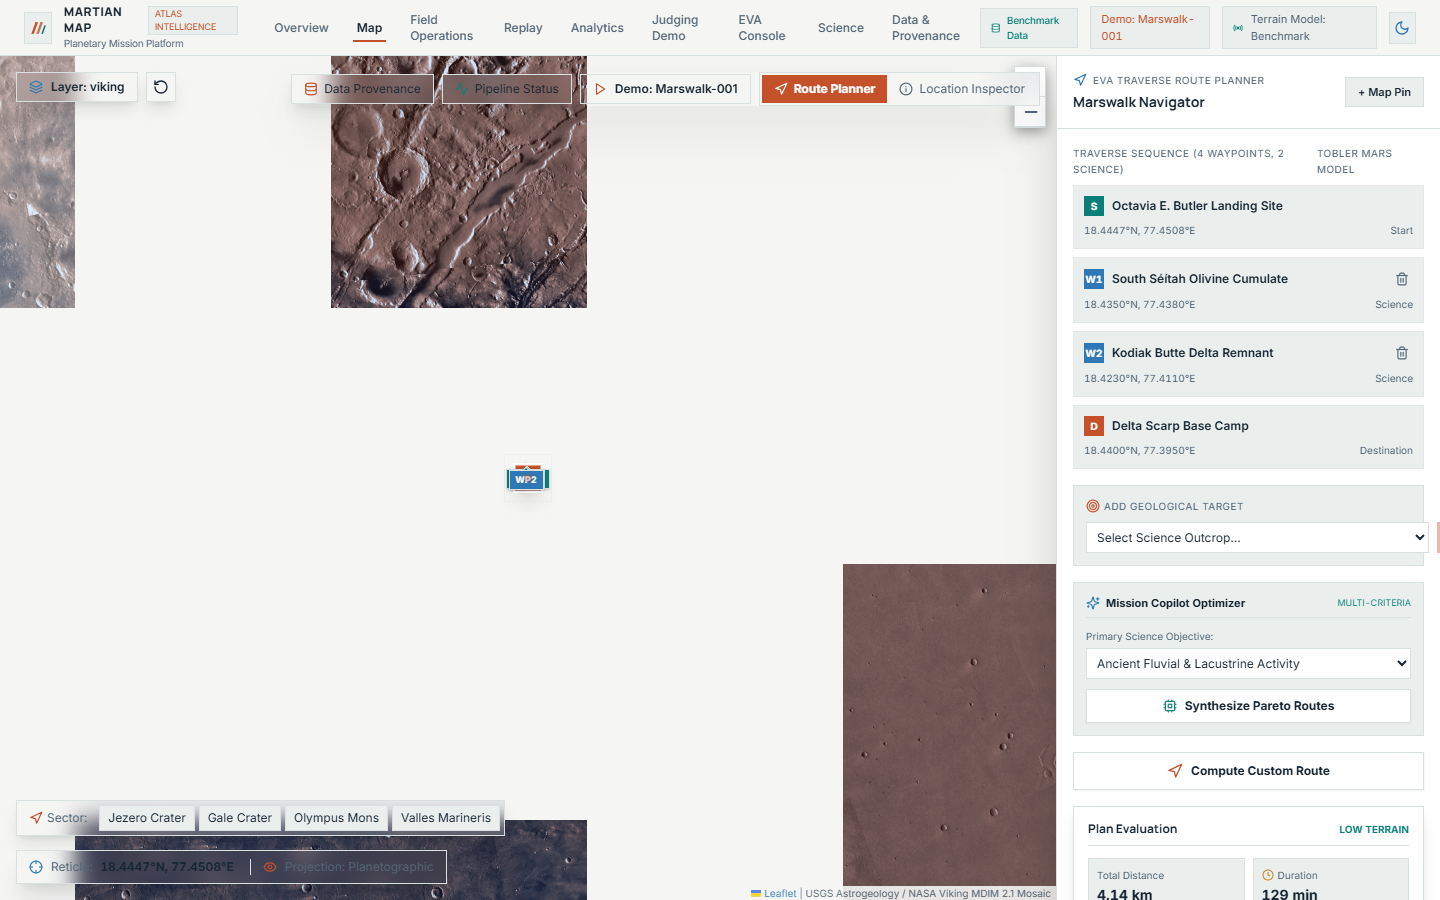 MARTIAN MAP
ATLAS INTELLIGENCE
Planetary Mission Platform
Overview
Map
Field Operations
Replay
Analytics
Judging Demo
EVA Console
Science
Data & Provenance
Benchmark Data
Demo: Marswalk-001
Terrain Model: Benchmark
Layer: viking
Data Provenance
Pipeline Status
Demo: Marswalk-001
Route Planner
Location Inspector
EVA TRAVERSE ROUTE PLANNER
Marswalk Navigator
+ Map Pin
TRAVERSE SEQUENCE (4 WAYPOINTS, 2 SCIENCE)
TOBLER MARS MODEL
S
Octavia E. Butler Landing Site
18.4447°N, 77.4508°E
Start
W1
South Séítah Olivine Cumulate
18.4350°N, 77.4380°E
Science
W2
Kodiak Butte Delta Remnant
18.4230°N, 77.4110°E
Science
D
Delta Scarp Base Camp
18.4400°N, 77.3950°E
Destination
ADD GEOLOGICAL TARGET
Select Science Outcrop...
Mission Copilot Optimizer
MULTI-CRITERIA
Primary Science Objective:
Ancient Fluvial & Lacustrine Activity
Synthesize Pareto Routes
Compute Custom Route
Plan Evaluation
LOW TERRAIN
Total Distance
4.14 km
Duration
129 min
WP2
Sector:
Jezero Crater
Gale Crater
Olympus Mons
Valles Marineris
18.4447°N, 77.4508°E
Projection: Planetographic
Leaflet | USGS Astrogeology / NASA Viking MDIM 2.1 Mosaic